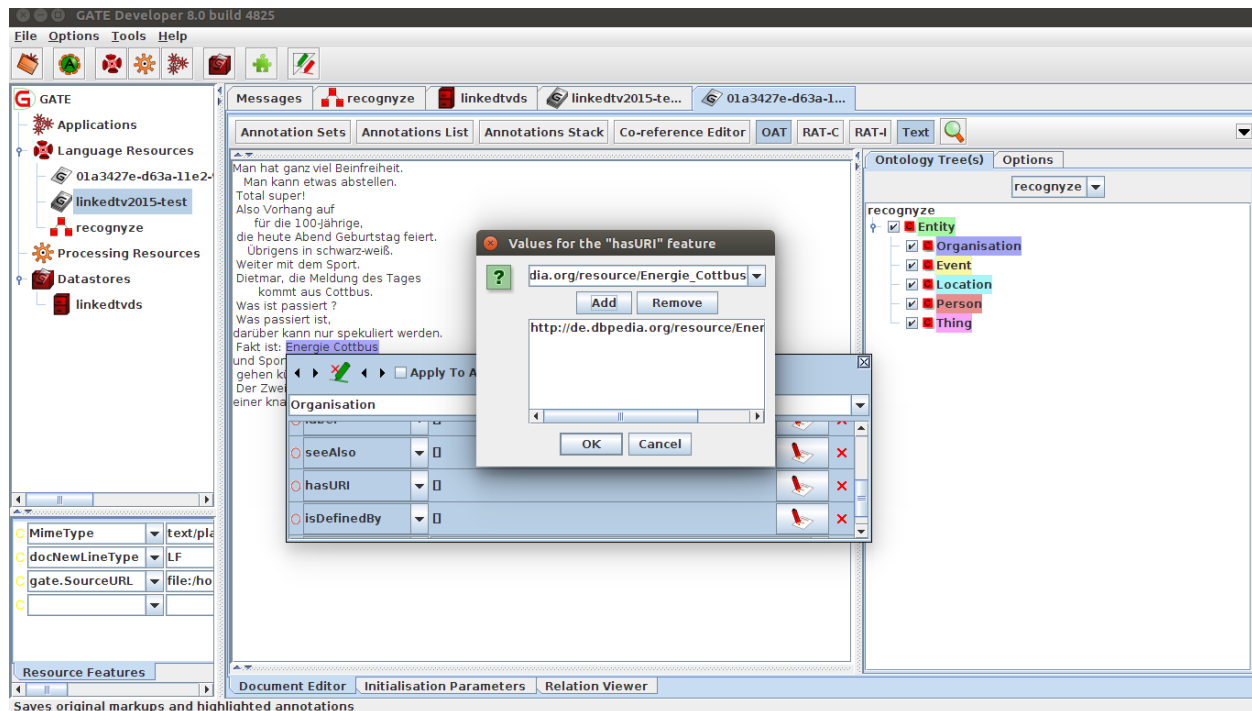 GATE Developer 8.0 build 4825
File Options Tools Help
GATE
Applications
Language Resources
01a3427e-d63a-11e2-
linkedtv2015-test
recognyze
Processing Resources
Datastores
linkedtvds
MimeType text/pla
docNewLineType LF
gate.SourceURL file:/ho
Resource Features
Messages recognyze linkedtvds linkedtv2015-te... 01a3427e-d63a-1...
Annotation Sets Annotations List Annotations Stack Co-reference Editor OAT RAT-C RAT-I Text
Man hat ganz viel Beinfreiheit.
Man kann etwas abstellen.
Total super!
Also Vorhang auf
für die 100-Jährige,
die heute Abend Geburtstag feiert.
Übrigens in schwarz-weiß.
Weiter mit dem Sport.
Dietmar, die Meldung des Tages
kommt aus Cottbus.
Was ist passiert ?
Was passiert ist,
darüber kann nur spekuliert werden.
Fakt ist: Energie Cottbus
und Spor
gehen kü
Der Zwei
einer kna
Apply To A
Organisation
seeAlso []
hasURI []
isDefinedBy []
Values for the "hasURI" feature
dia.org/resource/Energie_Cottbus
Add Remove
http://de.dbpedia.org/resource/Ener
OK Cancel
Ontology Tree(s) Options
recognyze
recognyze
Entity
Organisation
Event
Location
Person
Thing
Document Editor Initialisation Parameters Relation Viewer
Saves original markups and highlighted annotations